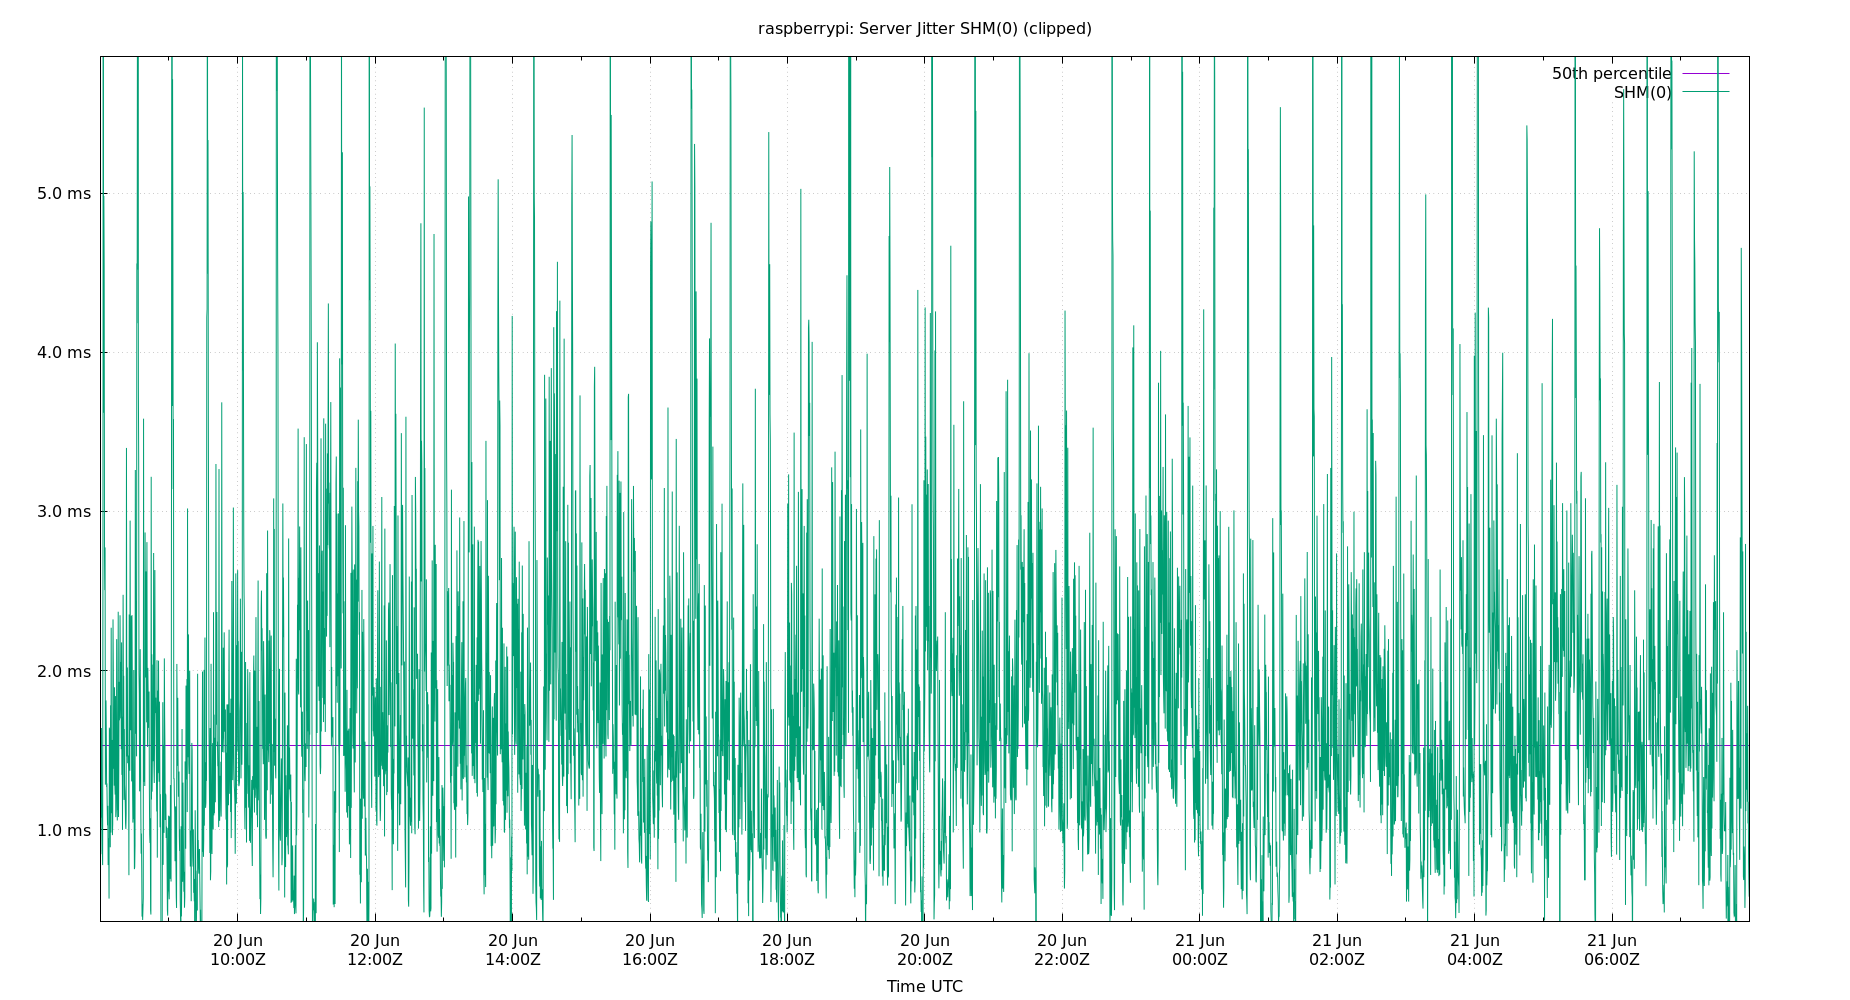 raspberrypi: Server Jitter SHM(0) (clipped)
50th percentile
SHM(0)
5.0 ms
4.0 ms
3.0 ms
2.0 ms
1.0 ms
20 Jun 20 Jun 20 Jun 20 Jun 20 Jun 20 Jun 20 Jun 21 Jun 21 Jun 21 Jun 21 Jun
10:00Z 12:00Z 14:00Z 16:00Z 18:00Z 20:00Z 22:00Z 00:00Z 02:00Z 04:00Z 06:00Z
Time UTC